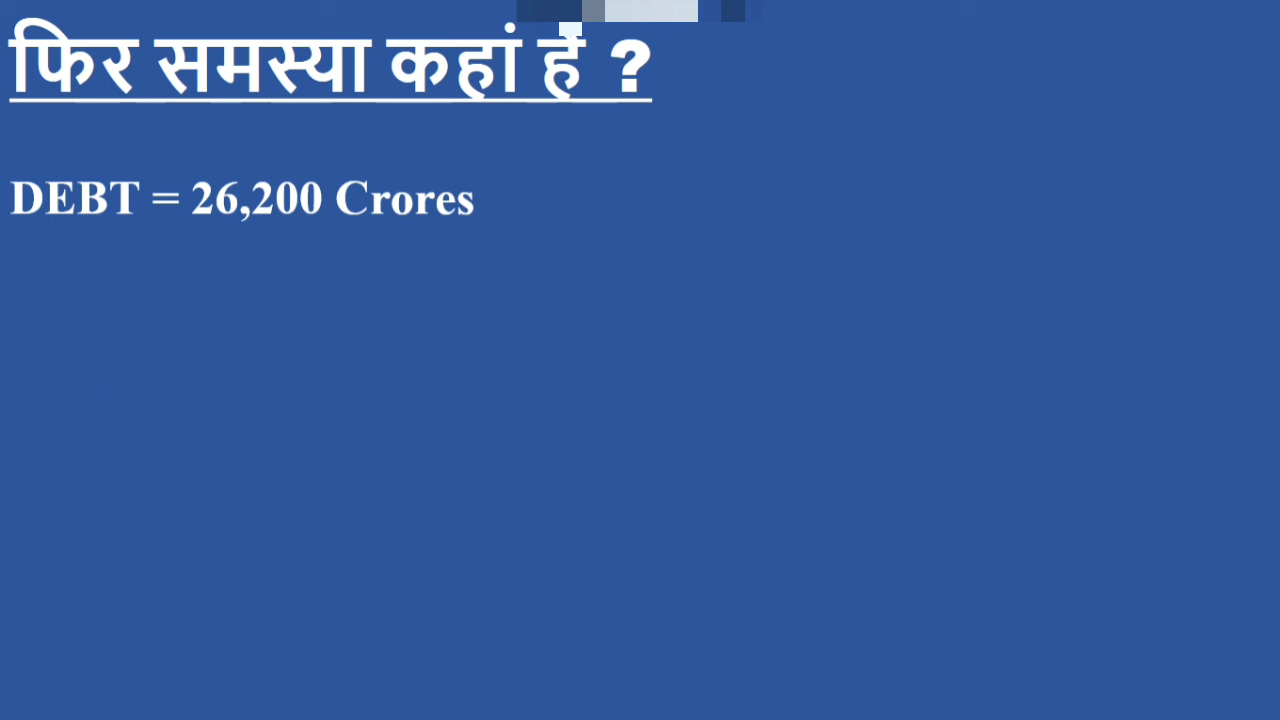 फिर समस्या कहां हैं ?
DEBT = 26,200 Crores